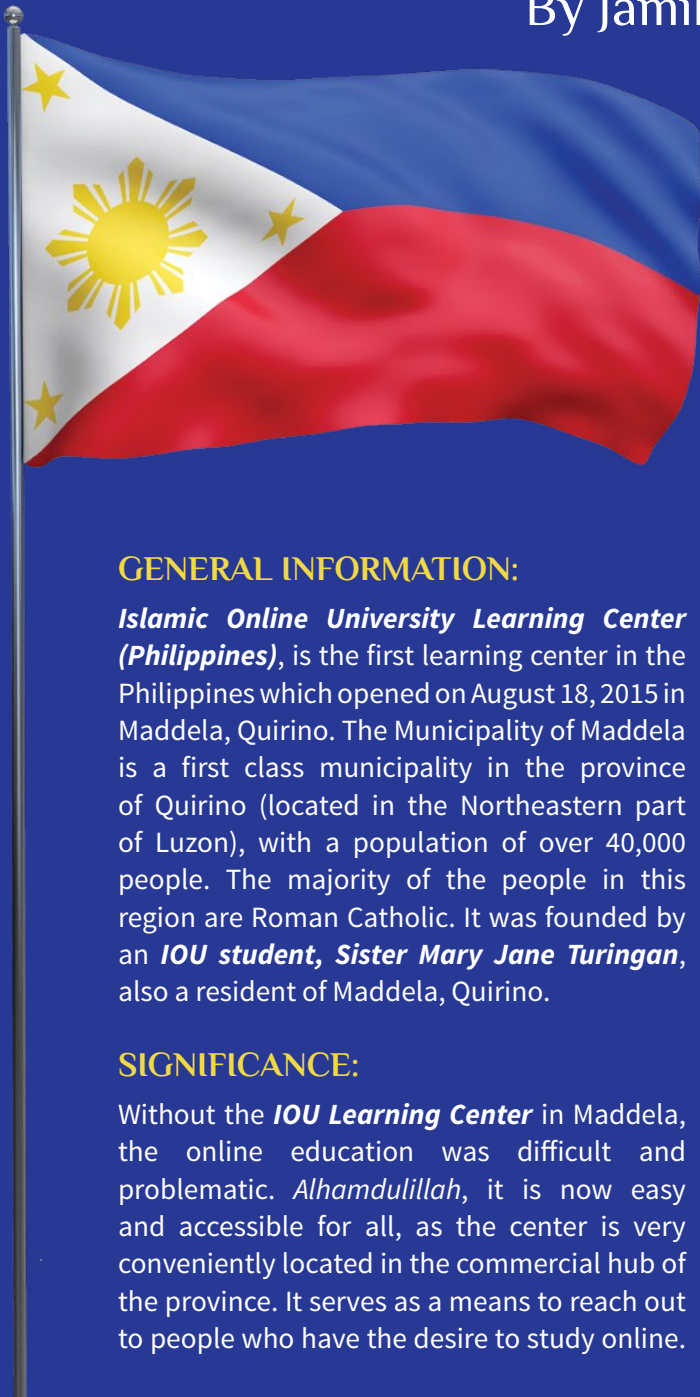 By Jamil
GENERAL INFORMATION:
Islamic Online University Learning Center
(Philippines), is the first learning center in the
Philippines which opened on August 18, 2015 in
Maddela, Quirino. The Municipality of Maddela
is a first class municipality in the province
of Quirino (located in the Northeastern part
of Luzon), with a population of over 40,000
people. The majority of the people in this
region are Roman Catholic. It was founded by
an IOU student, Sister Mary Jane Turingan,
also a resident of Maddela, Quirino.
SIGNIFICANCE:
Without the IOU Learning Center in Maddela,
the online education was difficult and
problematic. Alhamdulillah, it is now easy
and accessible for all, as the center is very
conveniently located in the commercial hub of
the province. It serves as a means to reach out
to people who have the desire to study online.